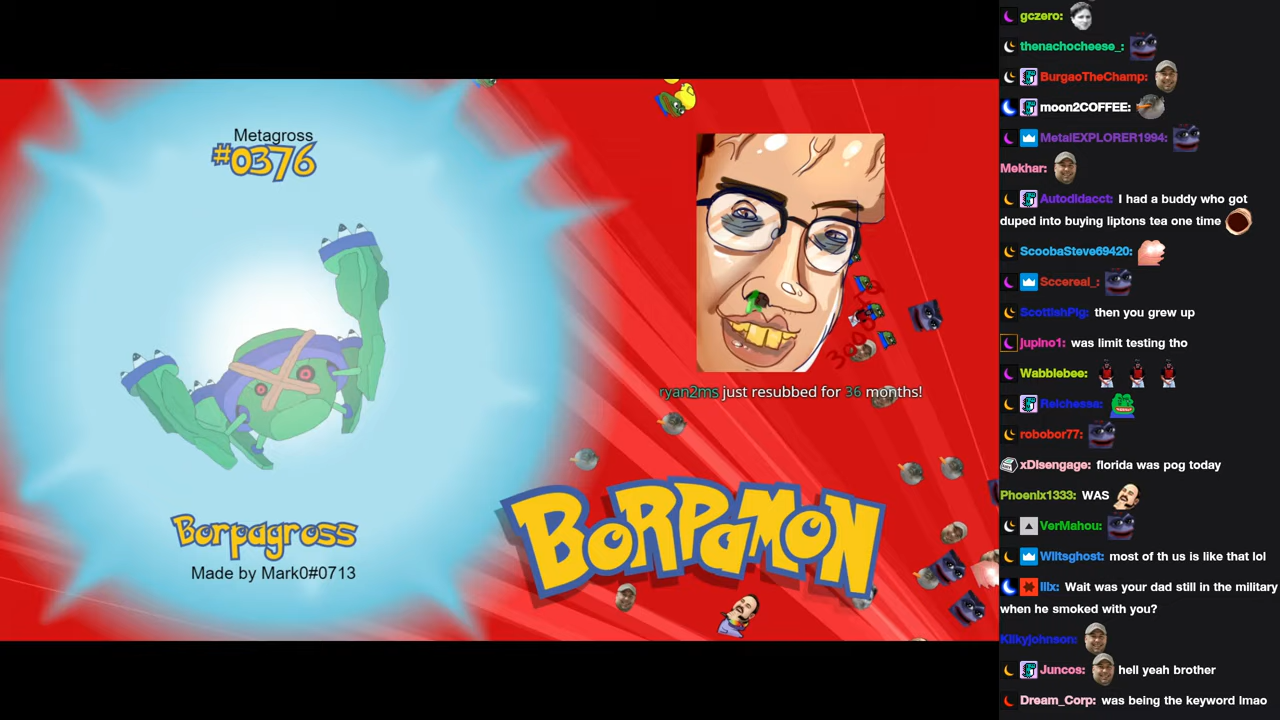 Metagross
#0376
Borpagross
Made by Mark0#0713
3000
ryan2ms just resubbed for 36 months!
BORPAMON
gczero:
thenachocheese_:
BurgaoTheChamp:
moon2COFFEE:
MetalEXPLORER1994:
Mekhar:
Autodidacct: I had a buddy who got
duped into buying liptons tea one time
ScoobaSteve69420:
Sccereal_:
ScottishPig: then you grew up
jupino1: was limit testing tho
Wabblebee:
Reichessa:
robobor77:
xDisengage: florida was pog today
Phoenix1333: WAS
VerMahou:
Wiltsghost: most of th us is like that lol
Illx: Wait was your dad still in the military
when he smoked with you?
Kilkyjohnson:
Juncos: hell yeah brother
Dream_Corp: was being the keyword lmao